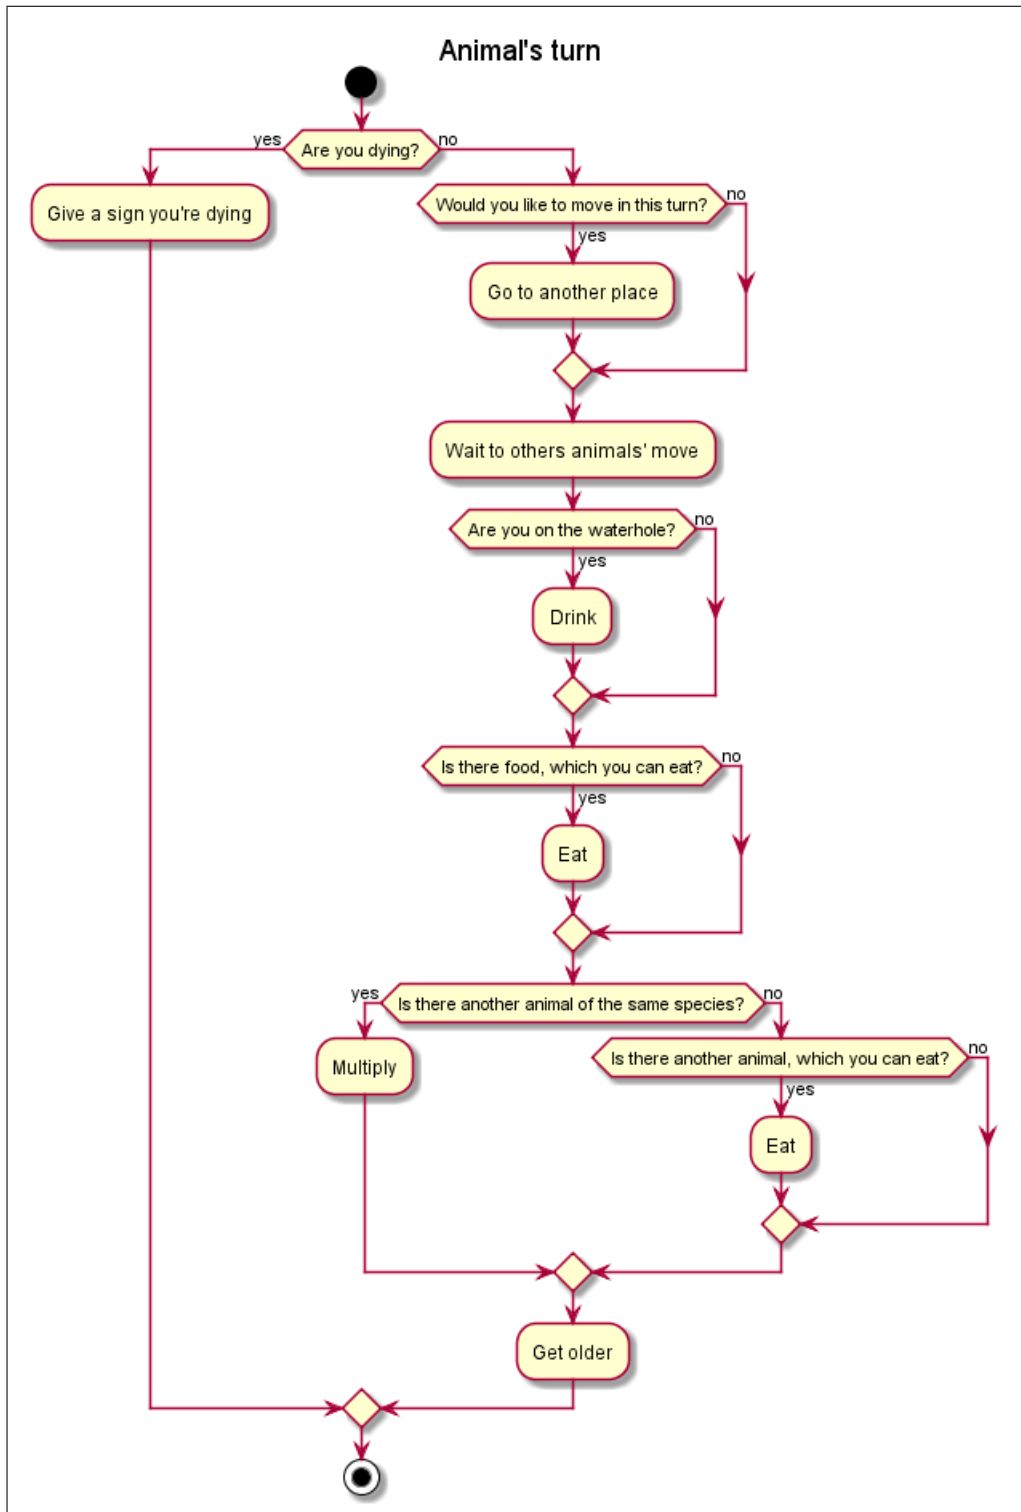 Animal's turn
yes
Are you dying?
no
Give a sign you're dying
Would you like to move in this turn?
no
yes
Go to another place
Wait to others animals' move
Are you on the waterhole?
no
yes
Drink
Is there food, which you can eat?
no
yes
Eat
yes
Is there another animal of the same species?
no
Multiply
Is there another animal, which you can eat?
no
yes
Eat
Get older